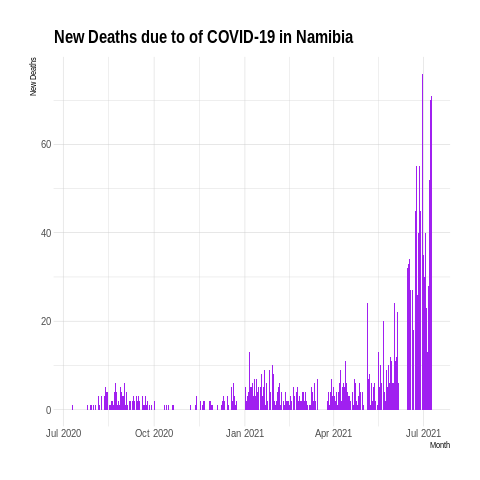 New Deaths due to of COVID-19 in Namibia
New Deaths
60
40
20
0
Jul 2020
Oct 2020
Jan 2021
Apr 2021
Jul 2021
Month